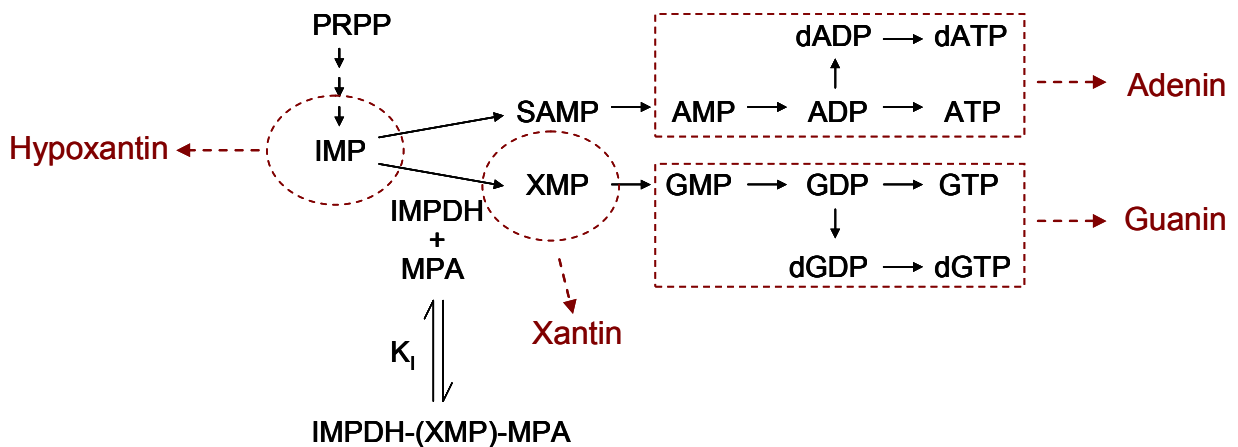 PRPP
dADP dATP
Adenin
SAMP AMP ADP ATP
Hypoxantin IMP
XMP GMP GDP GTP
IMPDH
+
MPA
Guanin
dGDP dGTP
Xantin
KI
IMPDH-(XMP)-MPA